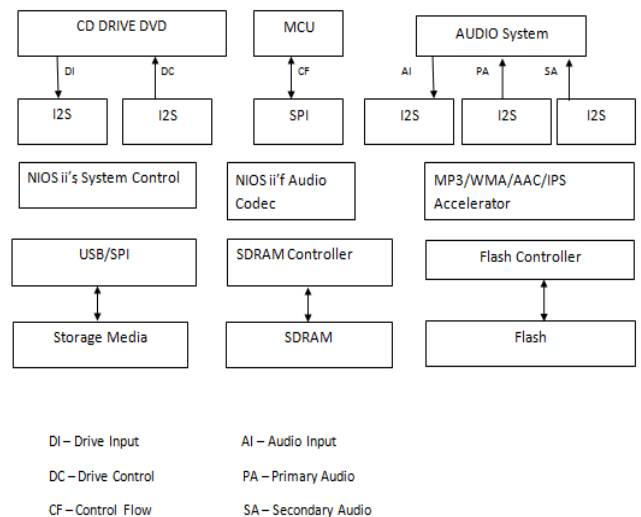 CD DRIVE DVD
MCU
AUDIO System
DI
DC
CF
AI
PA
SA
I2S
I2S
SPI
I2S
I2S
I2S
NIOS ii's System Control
NIOS ii'f Audio
Codec
MP3/WMA/AAC/IPS
Accelerator
USB/SPI
SDRAM Controller
Flash Controller
Storage Media
SDRAM
Flash
DI – Drive Input
AI – Audio Input
DC – Drive Control
PA – Primary Audio
CF – Control Flow
SA – Secondary Audio